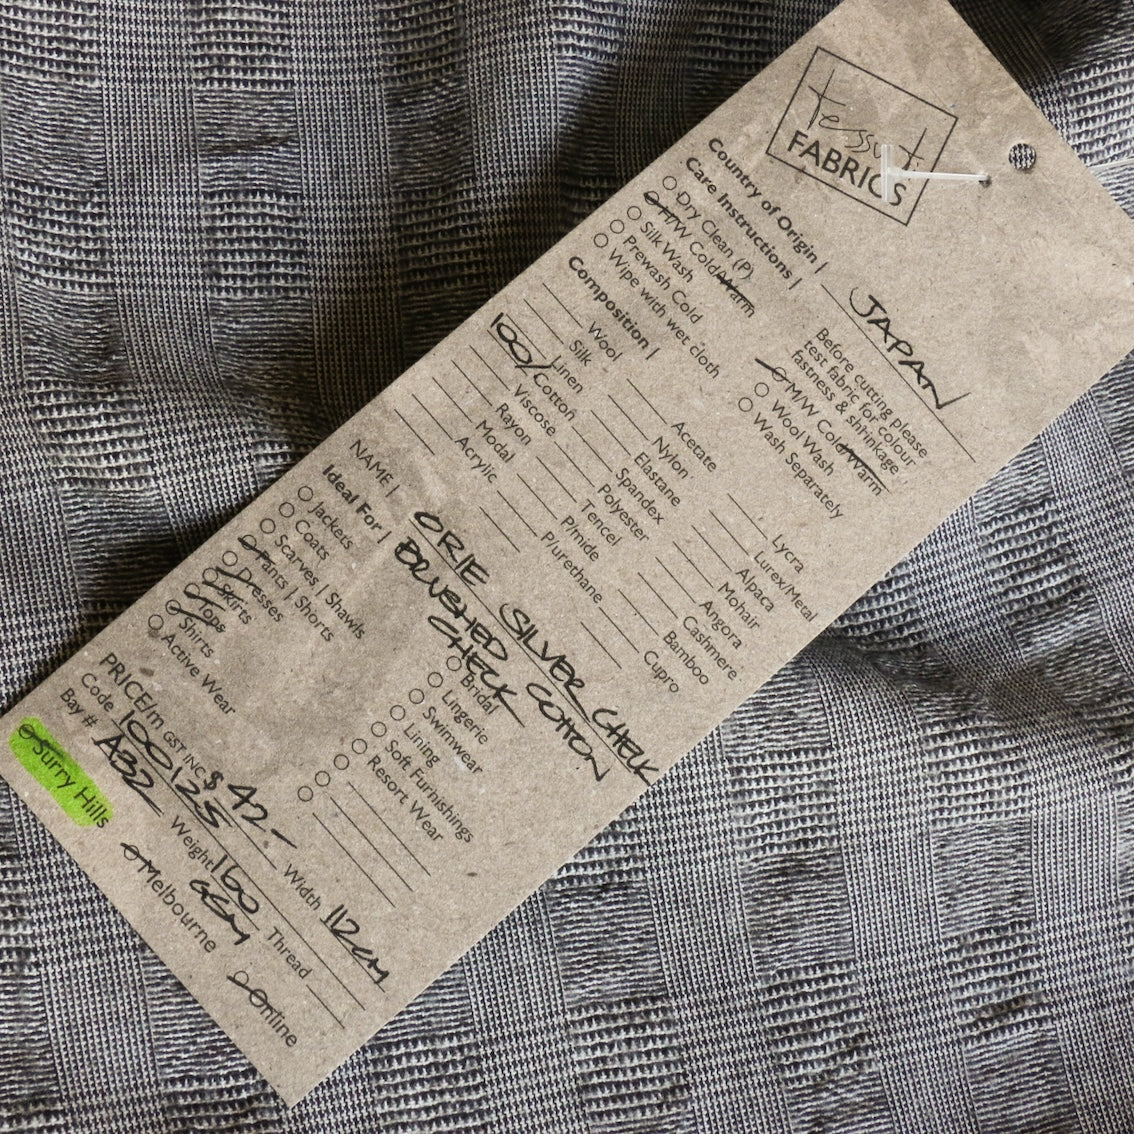 tessuti
FABRICS
Country of Origin | JAPAN
Care Instructions |
Dry Clean (P)
H/W Cold/Warm
Silk Wash
Prewash Cold
Wipe with wet cloth
Before cutting please
test fabric for colour
fastness & shrinkage
M/W Cold/Warm
Wool Wash
Wash Separately
Composition |
Wool
Silk
Linen
100% Cotton
Viscose
Rayon
Modal
Acrylic
Acetate
Nylon
Elastane
Spandex
Polyester
Tencel
P/mide
P/urethane
Lycra
Lurex/Metal
Alpaca
Mohair
Angora
Cashmere
Bamboo
Cupro
NAME | ORIE SILVER CHECK
BRUSHED COTTON
CHECK
Ideal For |
Jackets
Coats
Scarves | Shawls
Pants | Shorts
Dresses
Skirts
Tops
Shirts
Active Wear
Bridal
Lingerie
Swimwear
Lining
Soft Furnishings
Resort Wear
PRICE/m GST INC $42- Width 112cm
Code 100125 Weight 160 GSM Thread
Bay # AB2
Surry Hills Melbourne Online